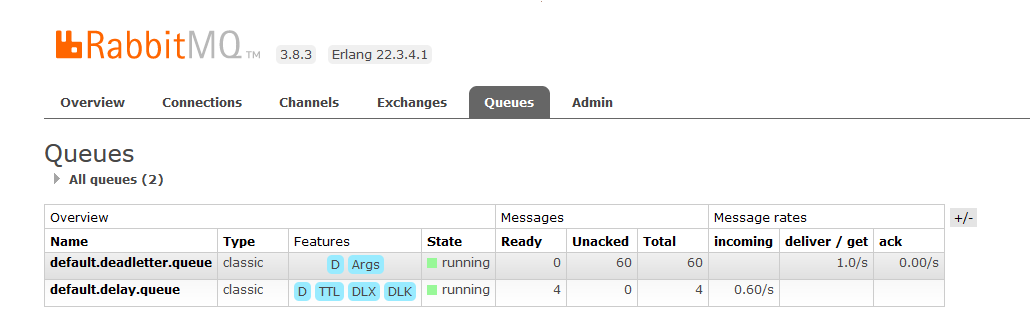 RabbitMQ TM 3.8.3 Erlang 22.3.4.1
Overview Connections Channels Exchanges Queues Admin
Queues
All queues (2)
Overview Messages Message rates +/-
Name Type Features State Ready Unacked Total incoming deliver / get ack
default.deadletter.queue classic D Args running 0 60 60 1.0/s 0.00/s
default.delay.queue classic D TTL DLX DLK running 4 0 4 0.60/s